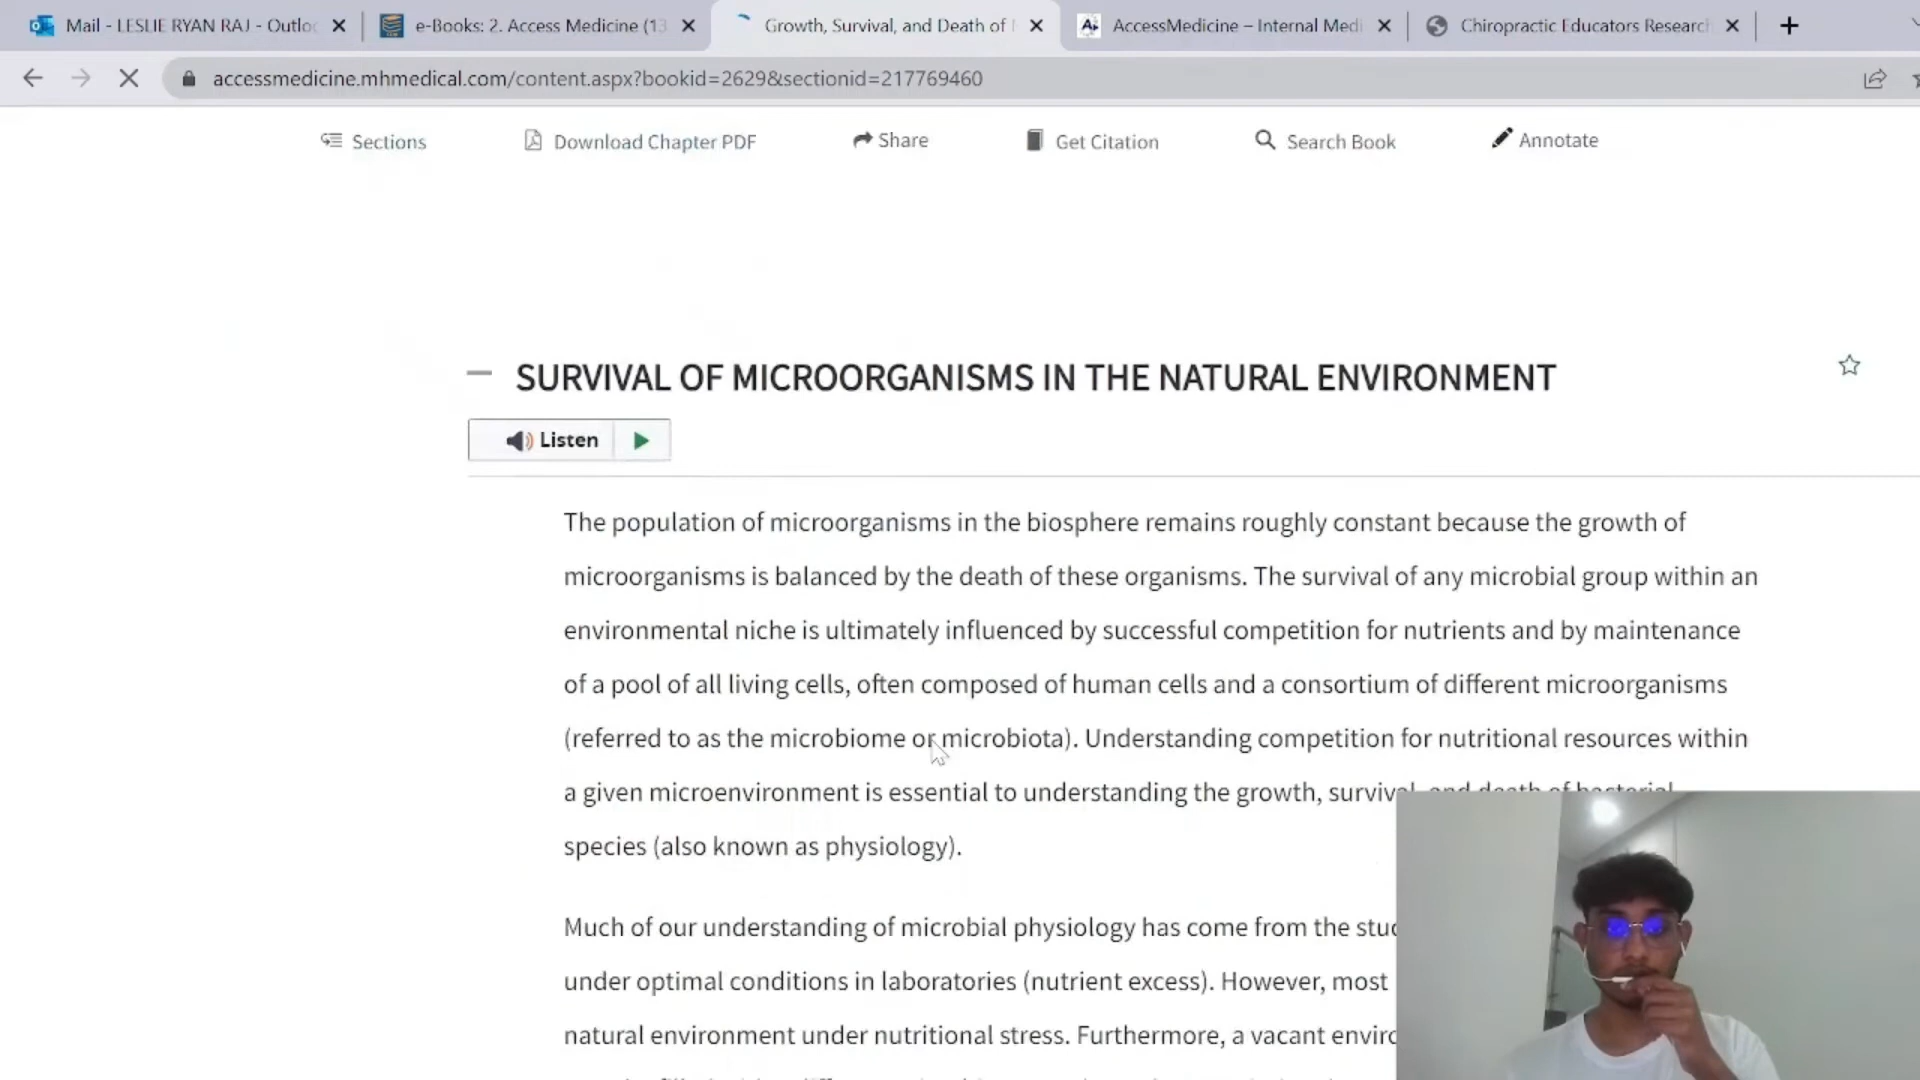 Mail - LESLIE RYAN RAJ - Outlo
e-Books: 2. Access Medicine (13
Growth, Survival, and Death of
AccessMedicine – Internal Medi
Chiropractic Educators Research
accessmedicine.mhmedical.com/content.aspx?bookid=2629&sectionid=217769460
Sections
Download Chapter PDF
Share
Get Citation
Search Book
Annotate
SURVIVAL OF MICROORGANISMS IN THE NATURAL ENVIRONMENT
Listen
The population of microorganisms in the biosphere remains roughly constant because the growth of
microorganisms is balanced by the death of these organisms. The survival of any microbial group within an
environmental niche is ultimately influenced by successful competition for nutrients and by maintenance
of a pool of all living cells, often composed of human cells and a consortium of different microorganisms
(referred to as the microbiome or microbiota). Understanding competition for nutritional resources within
a given microenvironment is essential to understanding the growth, survival, and death of bacterial
species (also known as physiology).
Much of our understanding of microbial physiology has come from the stud
under optimal conditions in laboratories (nutrient excess). However, most
natural environment under nutritional stress. Furthermore, a vacant enviro